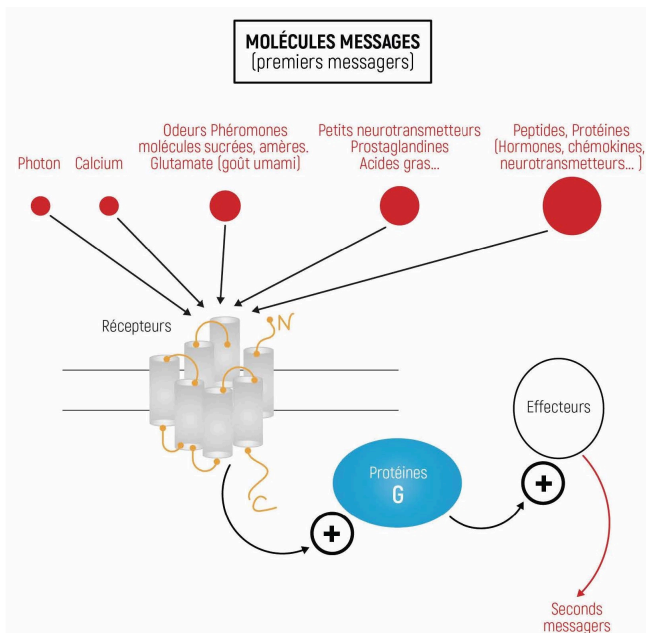 MOLÉCULES MESSAGES
(premiers messagers)
Photon
Calcium
Odeurs Phéromones
molécules sucrées, amères.
Glutamate (goût umami)
Petits neurotransmetteurs
Prostaglandines
Acides gras...
Peptides, Protéines
(Hormones, chémokines,
neurotransmetteurs... )
Récepteurs
N
C
+
Protéines
G
+
Effecteurs
Seconds
messagers